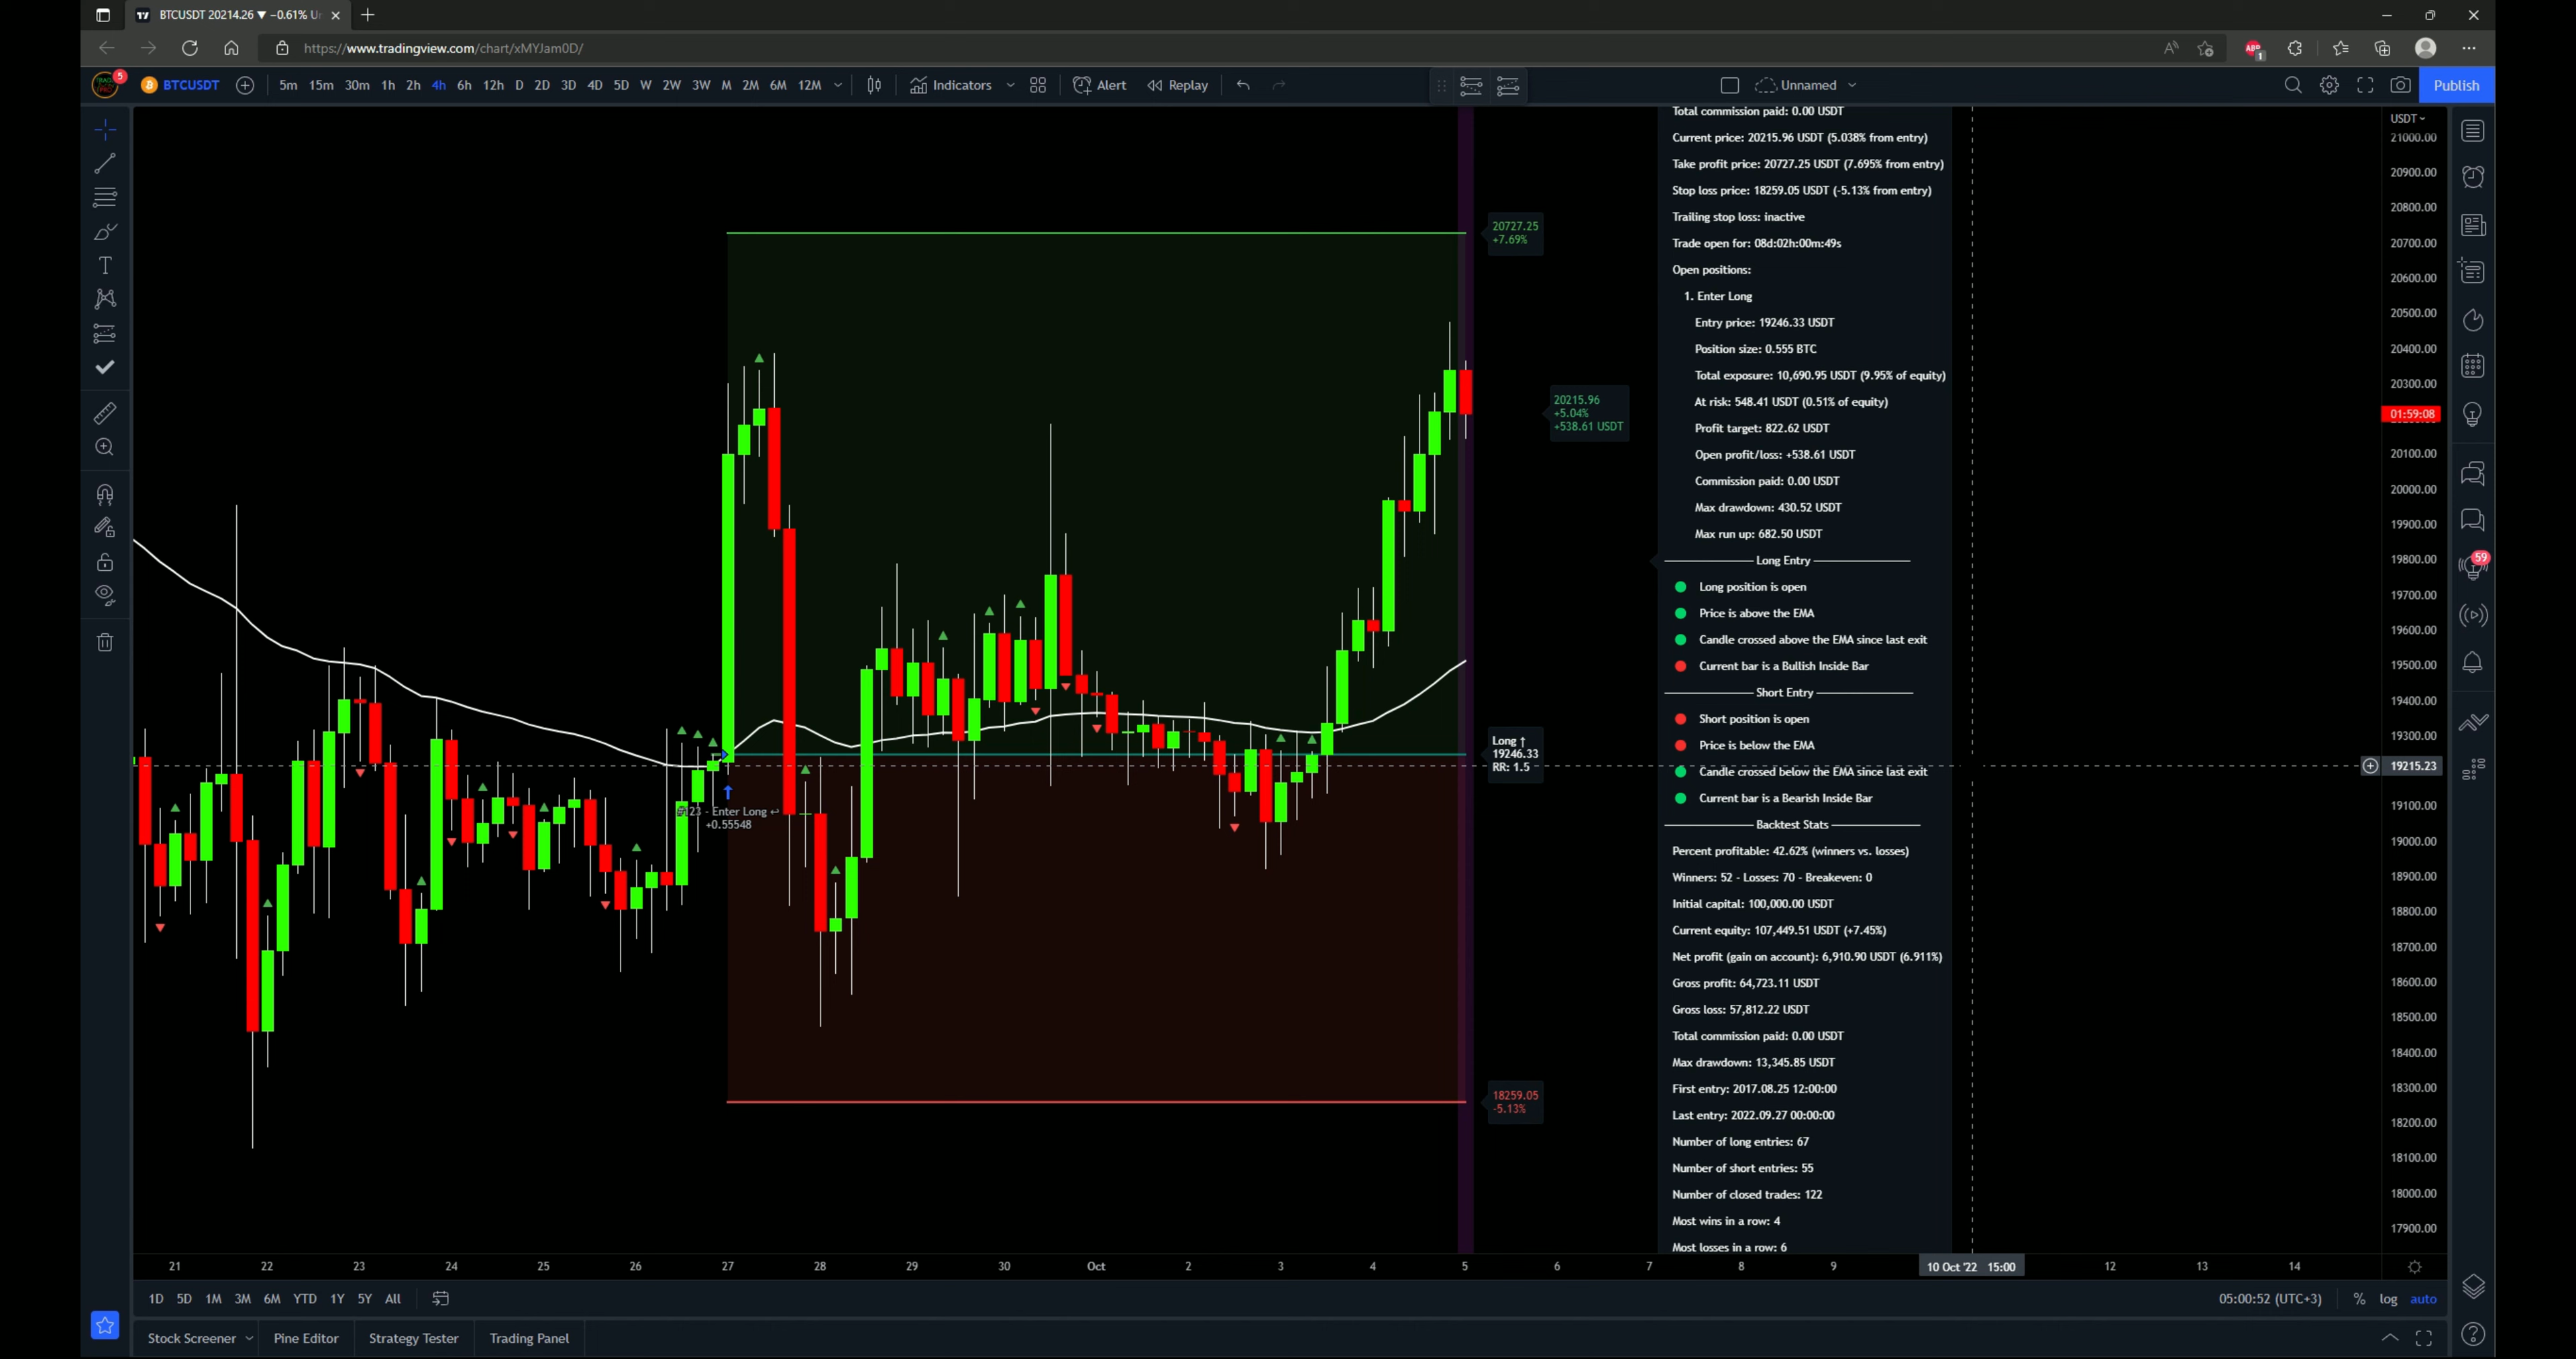 BTCUSDT 20214.26 ▼ −0.61% U
https://www.tradingview.com/chart/xMYJam0D/
ABP
1
5
BTCUSDT
5m 15m 30m 1h 2h 4h 6h 12h D 2D 3D 4D 5D W 2W 3W M 2M 6M 12M
Indicators
Alert
Replay
Unnamed
Publish
Total commission paid: 0.00 USDT
Current price: 20215.96 USDT (5.038% from entry)
Take profit price: 20727.25 USDT (7.695% from entry)
Stop loss price: 18259.05 USDT (-5.13% from entry)
Trailing stop loss: inactive
Trade open for: 08d:02h:00m:49s
Open positions:
1. Enter Long
Entry price: 19246.33 USDT
Position size: 0.555 BTC
Total exposure: 10,690.95 USDT (9.95% of equity)
At risk: 548.41 USDT (0.51% of equity)
Profit target: 822.62 USDT
Open profit/loss: +538.61 USDT
Commission paid: 0.00 USDT
Max drawdown: 430.52 USDT
Max run up: 682.50 USDT
Long Entry
Long position is open
Price is above the EMA
Candle crossed above the EMA since last exit
Current bar is a Bullish Inside Bar
Short Entry
Short position is open
Price is below the EMA
Candle crossed below the EMA since last exit
Current bar is a Bearish Inside Bar
Backtest Stats
Percent profitable: 42.62% (winners vs. losses)
Winners: 52 - Losses: 70 - Breakeven: 0
Initial capital: 100,000.00 USDT
Current equity: 107,449.51 USDT (+7.45%)
Net profit (gain on account): 6,910.90 USDT (6.911%)
Gross profit: 64,723.11 USDT
Gross loss: 57,812.22 USDT
Total commission paid: 0.00 USDT
Max drawdown: 13,345.85 USDT
First entry: 2017.08.25 12:00:00
Last entry: 2022.09.27 00:00:00
Number of long entries: 67
Number of short entries: 55
Number of closed trades: 122
Most wins in a row: 4
Most losses in a row: 6
20727.25
+7.69%
20215.96
+5.04%
+538.61 USDT
Long ↑
19246.33
RR: 1.5
18259.05
-5.13%
#123 - Enter Long ↩
+0.55548
USDT
21000.00
20900.00
20800.00
20700.00
20600.00
20500.00
20400.00
20300.00
01:59:08
20100.00
20000.00
19900.00
19800.00
19700.00
19600.00
19500.00
19400.00
19300.00
19215.23
19100.00
19000.00
18900.00
18800.00
18700.00
18600.00
18500.00
18400.00
18300.00
18200.00
18100.00
18000.00
17900.00
59
21 22 23 24 25 26 27 28 29 30 Oct 2 3 4 5 6 7 8 9 10 Oct '22 15:00 12 13 14
1D 5D 1M 3M 6M YTD 1Y 5Y All
05:00:52 (UTC+3) % log auto
Stock Screener Pine Editor Strategy Tester Trading Panel